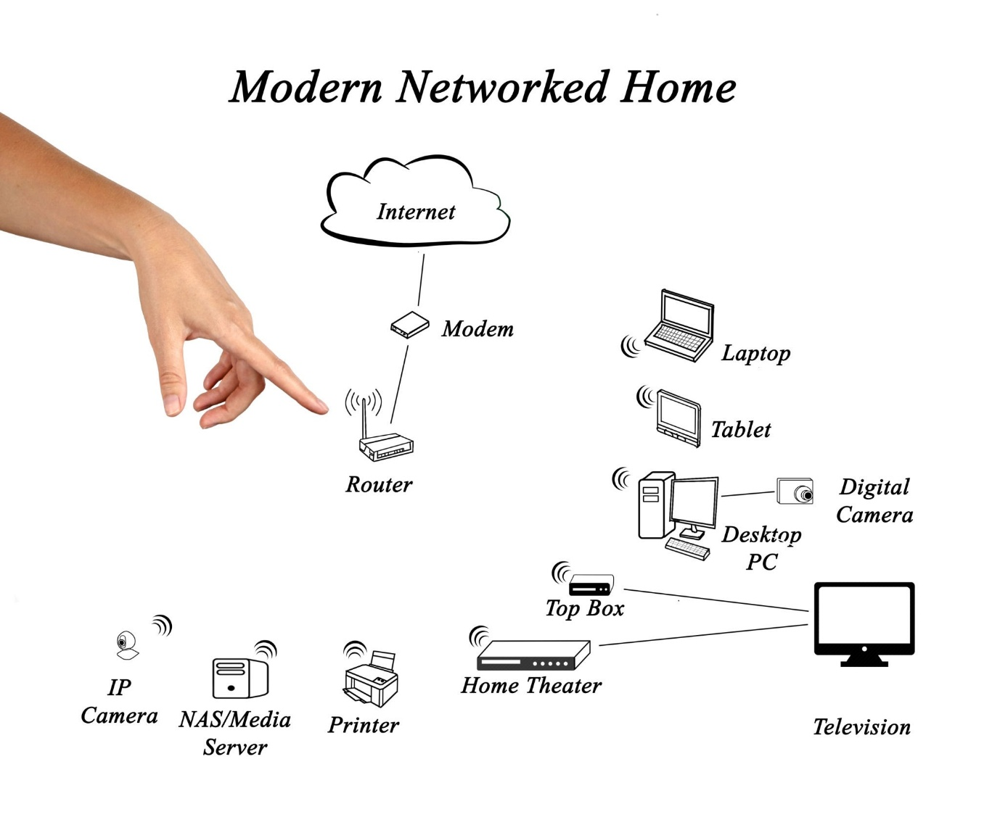 Modern Networked Home
Internet
Modem
Router
Laptop
Tablet
Digital
Camera
Desktop
PC
Top Box
Home Theater
Television
IP
Camera
NAS/Media
Server
Printer